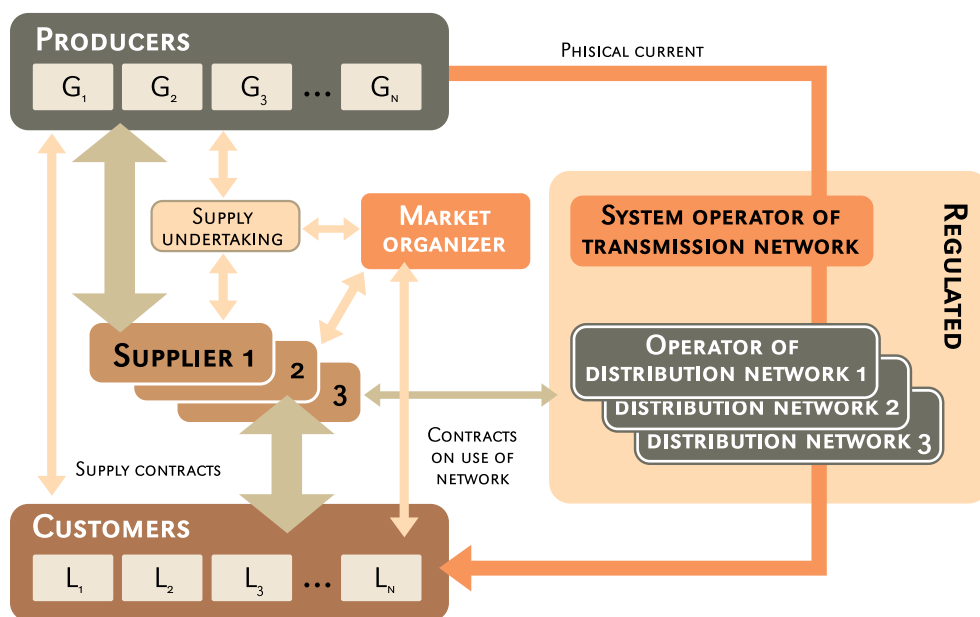 Producers
G1 G2 G3 ... GN
Phisical current
Supply
undertaking
Market
organizer
System operator of
transmission network
Regulated
Supplier 1
2
3
Operator of
distribution network 1
distribution network 2
distribution network 3
Supply contracts
Contracts
on use of
network
Customers
L1 L2 L3 ... LN